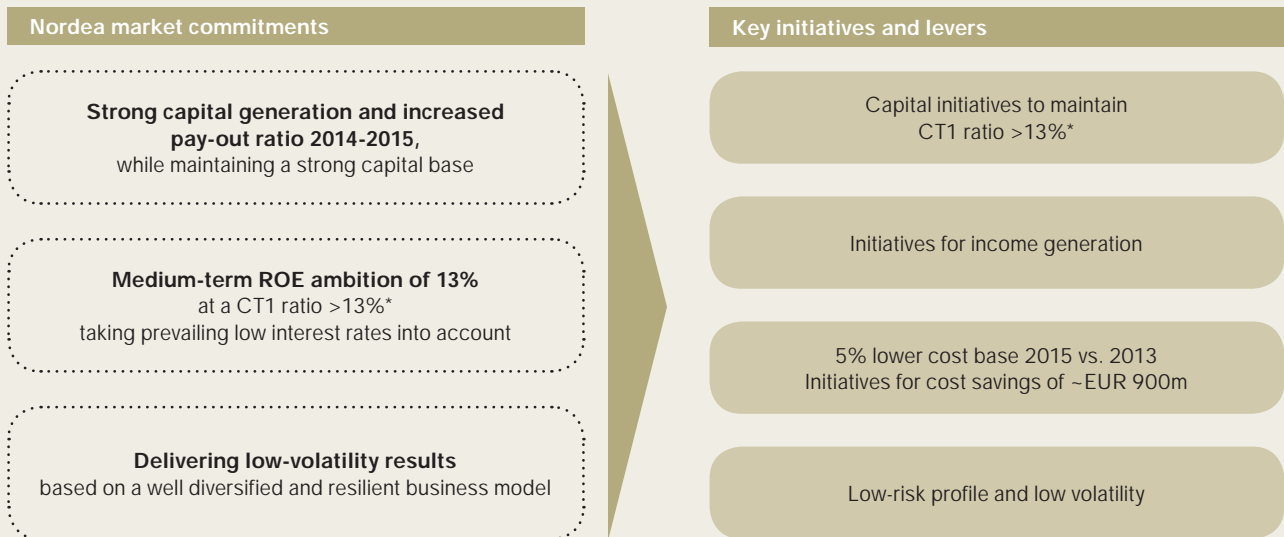 Nordea market commitments
Strong capital generation and increased
pay-out ratio 2014-2015,
while maintaining a strong capital base
Medium-term ROE ambition of 13%
at a CT1 ratio >13%*
taking prevailing low interest rates into account
Delivering low-volatility results
based on a well diversified and resilient business model
Key initiatives and levers
Capital initiatives to maintain
CT1 ratio >13%*
Initiatives for income generation
5% lower cost base 2015 vs. 2013
Initiatives for cost savings of ~EUR 900m
Low-risk profile and low volatility